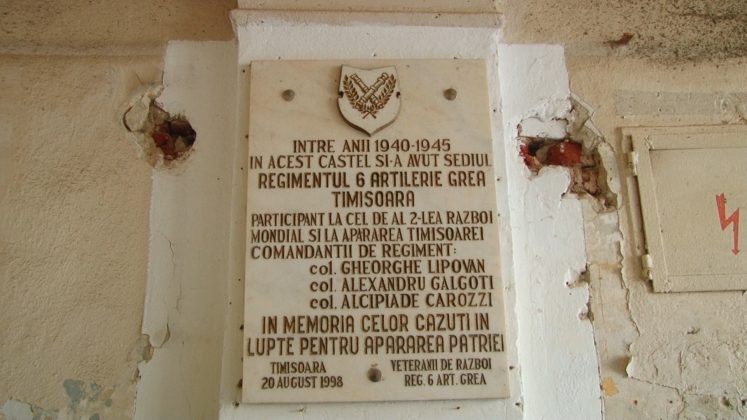 INTRE ANII 1940-1945
IN ACEST CASTEL SI-A AVUT SEDIUL
REGIMENTUL 6 ARTILERIE GREA
TIMISOARA
PARTICIPANT LA CEL DE AL 2-LEA RAZBOI
MONDIAL SI LA APARAREA TIMISOAREI
COMANDANTII DE REGIMENT:
col. GHEORGHE LIPOVAN
col. ALEXANDRU GALGOTI
col. ALCIPIADE CAROZZI
IN MEMORIA CELOR CAZUTI IN
LUPTE PENTRU APARAREA PATRIEI
TIMISOARA
20 AUGUST 1998
VETERANII DE RAZBOI
REG. 6 ART. GREA